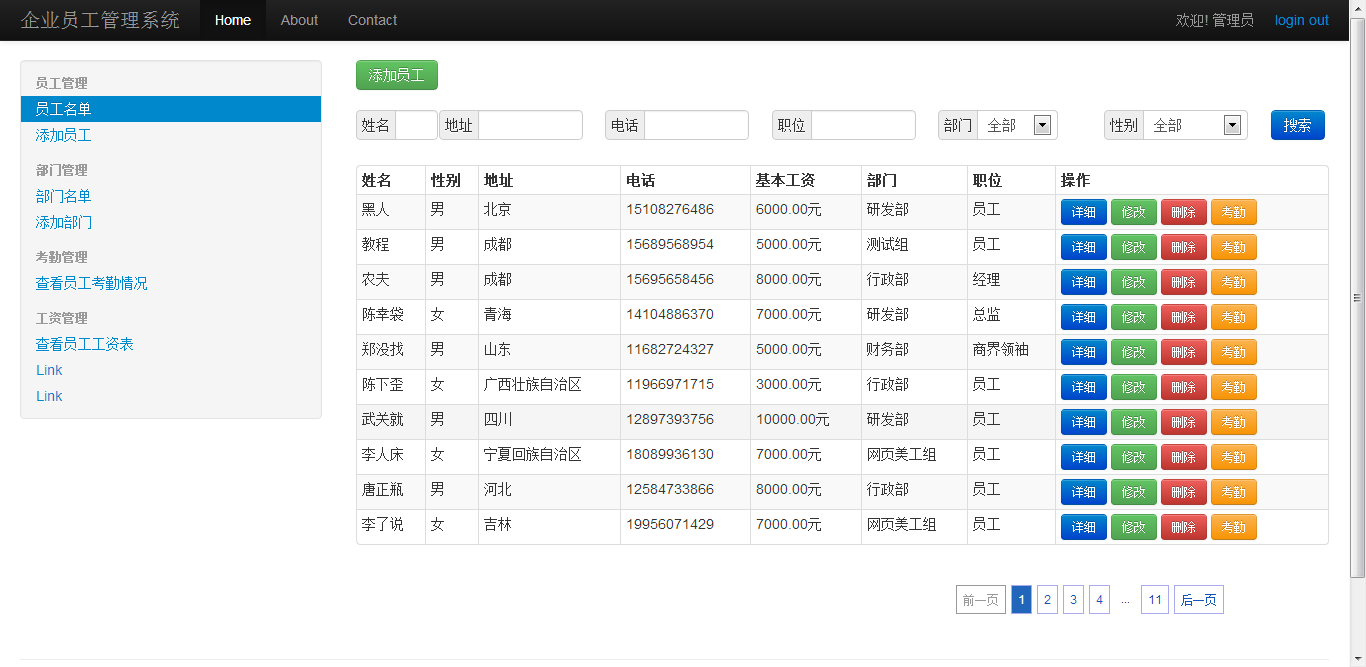 企业员工管理系统 Home About Contact 欢迎! 管理员 login out
员工管理
员工名单
添加员工
部门管理
部门名单
添加部门
考勤管理
查看员工考勤情况
工资管理
查看员工工资表
Link
Link
添加员工
姓名 地址 电话 职位 部门 全部 性别 全部 搜索
姓名 性别 地址 电话 基本工资 部门 职位 操作
黑人 男 北京 15108276486 6000.00元 研发部 员工 详细 修改 删除 考勤
教程 男 成都 15689568954 5000.00元 测试组 员工 详细 修改 删除 考勤
农夫 男 成都 15695658456 8000.00元 行政部 经理 详细 修改 删除 考勤
陈幸袋 女 青海 14104886370 7000.00元 研发部 总监 详细 修改 删除 考勤
郑没找 男 山东 11682724327 5000.00元 财务部 商界领袖 详细 修改 删除 考勤
陈下歪 女 广西壮族自治区 11966971715 3000.00元 行政部 员工 详细 修改 删除 考勤
武关就 男 四川 12897393756 10000.00元 研发部 员工 详细 修改 删除 考勤
李人床 女 宁夏回族自治区 18089936130 7000.00元 网页美工组 员工 详细 修改 删除 考勤
唐正瓶 男 河北 12584733866 8000.00元 行政部 员工 详细 修改 删除 考勤
李了说 女 吉林 19956071429 7000.00元 网页美工组 员工 详细 修改 删除 考勤
前一页 1 2 3 4 ... 11 后一页